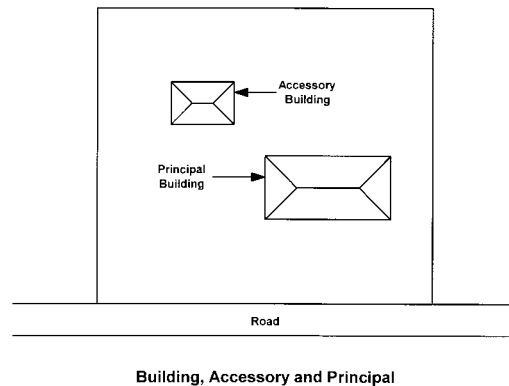 Accessory
Building
Principal
Building
Road
Building, Accessory and Principal